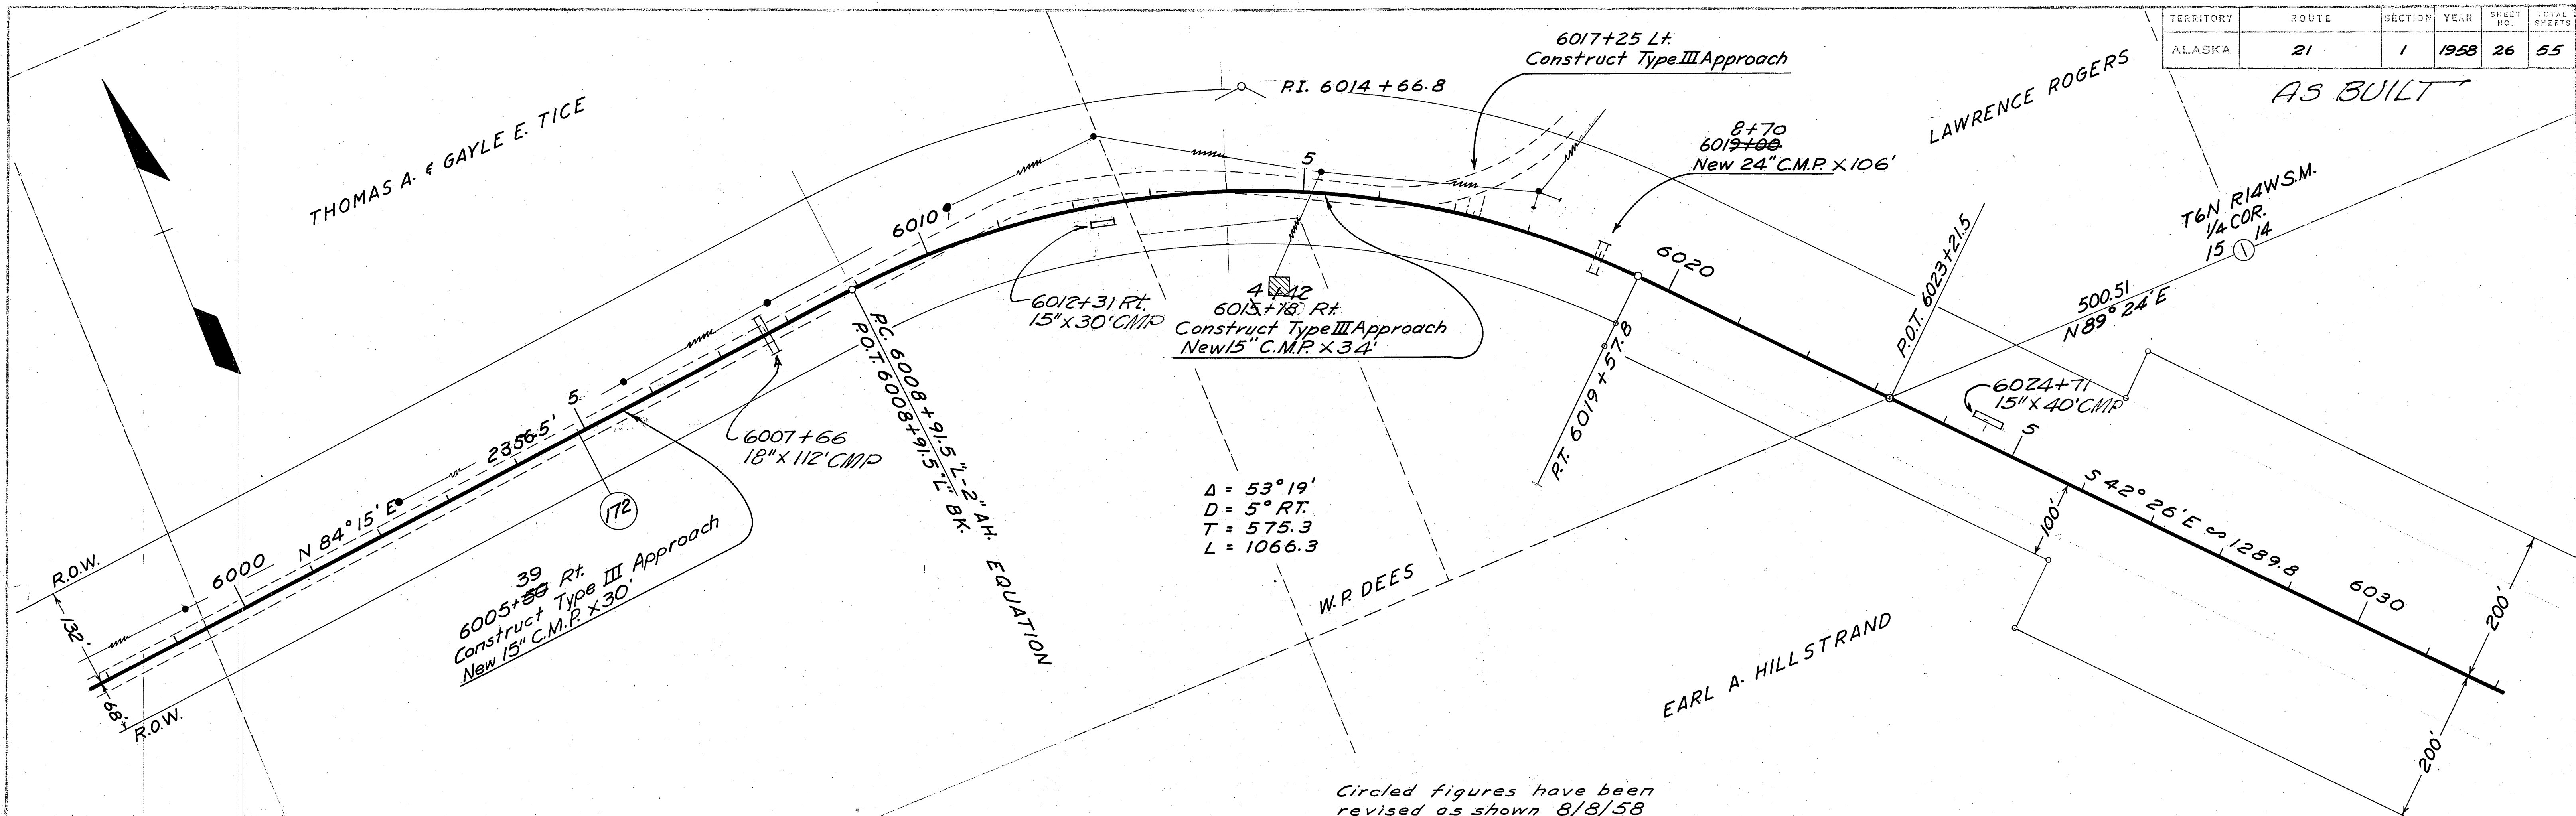 TERRITORY ROUTE SECTION YEAR SHEET NO. TOTAL SHEETS
ALASKA 21 1 1958 26 55
AS BUILT
6017+25 Lt.
Construct Type III Approach
P.I. 6014+66.8
LAWRENCE ROGERS
THOMAS A. & GAYLE E. TICE
8+70
6019+00
New 24" C.M.P. X 106'
T6N R14W S.M.
1/4 COR.
15 14
1
5
6010
6020
P.O.T. 6023+21.5
500.51
N 89° 24' E
6012+31 Rt.
15" X 30' CMP
4+42
6015+18 Rt
Construct Type III Approach
New 15" C.M.P. X 34'
P.C. 6008+91.5 "L-2" AH.
P.O.T. 6008+91.5 "L" BK.
EQUATION
P.T. 6019+57.8
6024+71
15" X 40' CMP
5
5
6007+66
18" X 112' CMP
172
N 84° 15' E
6000
Δ = 53° 19'
D = 5° RT.
T = 575.3
L = 1066.3
S 42° 26' E ∾ 1289.8
100'
6030
200'
200'
R.O.W.
132'
68'
R.O.W.
39
6005+50 Rt.
Construct Type III Approach
New 15" C.M.P. X 30'
W. P. DEES
EARL A. HILLSTRAND
Circled figures have been
revised as shown 8/8/58